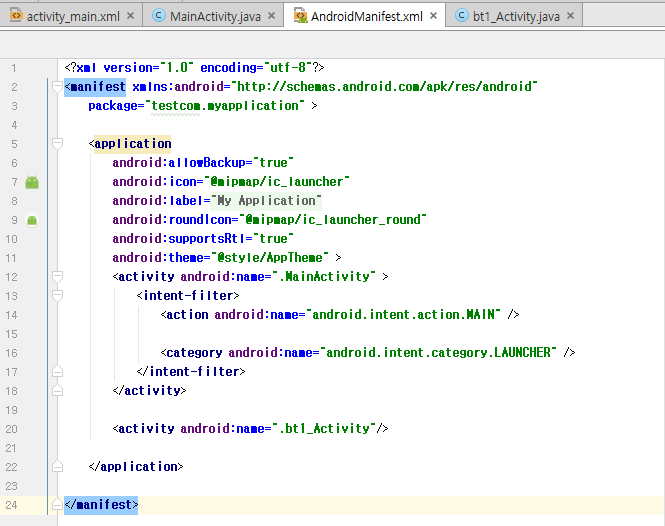 activity_main.xml × MainActivity.java × AndroidManifest.xml × bt1_Activity.java ×
1 <?xml version="1.0" encoding="utf-8"?>
2 <manifest xmlns:android="http://schemas.android.com/apk/res/android"
3 package="testcom.myapplication" >
4
5 <application
6 android:allowBackup="true"
7 android:icon="@mipmap/ic_launcher"
8 android:label="My Application"
9 android:roundIcon="@mipmap/ic_launcher_round"
10 android:supportsRtl="true"
11 android:theme="@style/AppTheme" >
12 <activity android:name=".MainActivity" >
13 <intent-filter>
14 <action android:name="android.intent.action.MAIN" />
15
16 <category android:name="android.intent.category.LAUNCHER" />
17 </intent-filter>
18 </activity>
19
20 <activity android:name=".bt1_Activity"/>
21
22 </application>
23
24 </manifest>